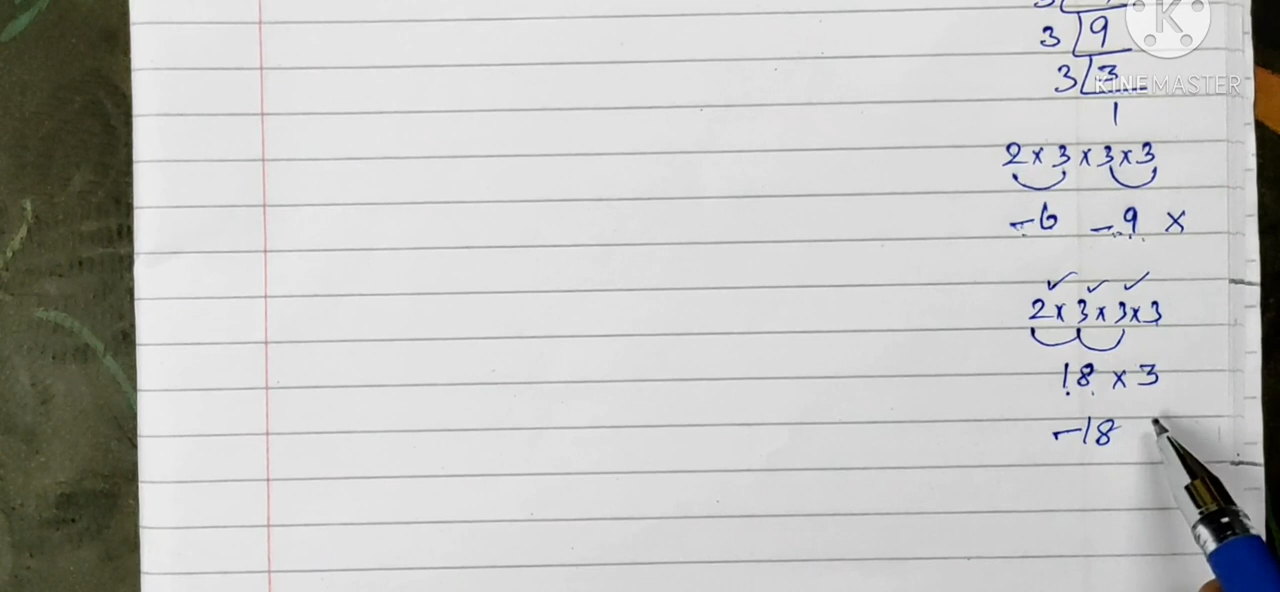 3 9
3 3
1
2 × 3 × 3 × 3
-6 -9 ×
2 × 3 × 3 × 3
18 × 3
-18
K
KINEMASTER